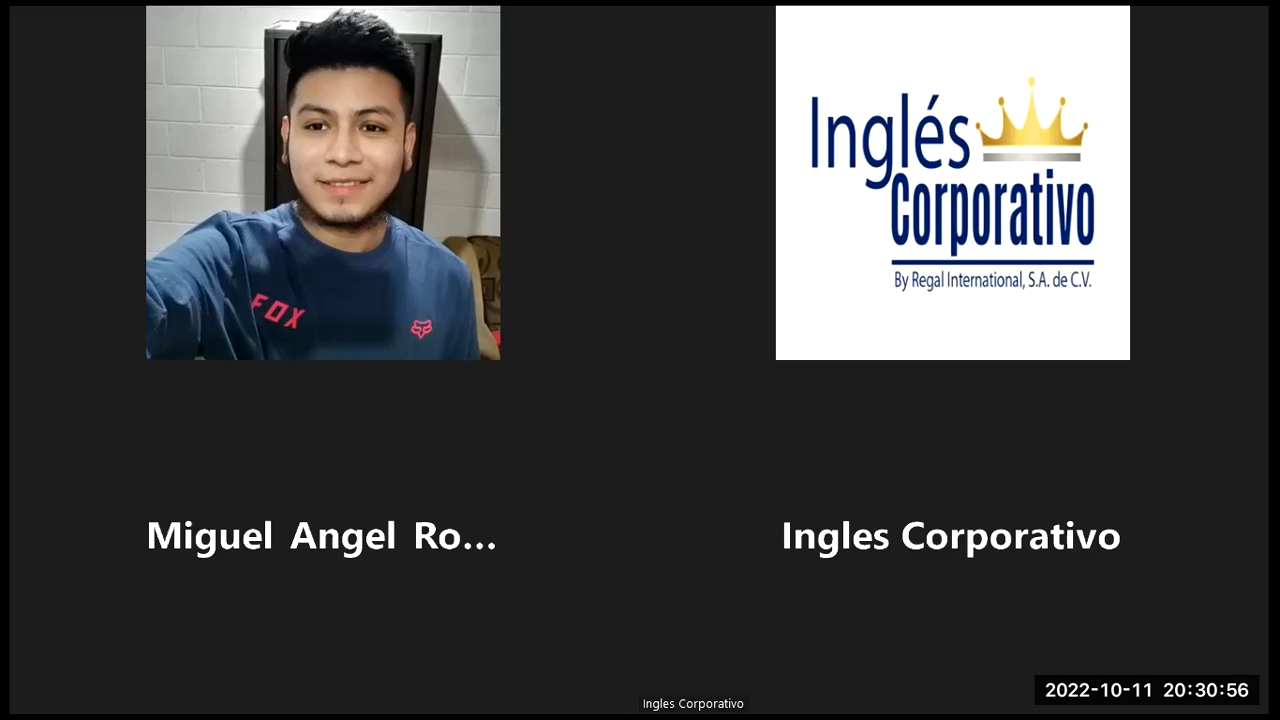 FOX
Inglés
Corporativo
By Regal International, S.A. de C.V.
Miguel Angel Ro...
Ingles Corporativo
2022-10-11 20:30:56
Ingles Corporativo